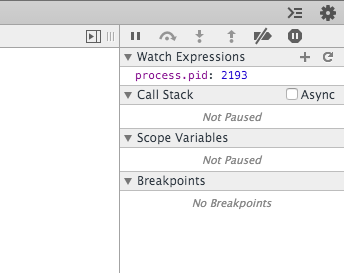 Watch Expressions
process.pid: 2193
Call Stack
Async
Not Paused
Scope Variables
Not Paused
Breakpoints
No Breakpoints